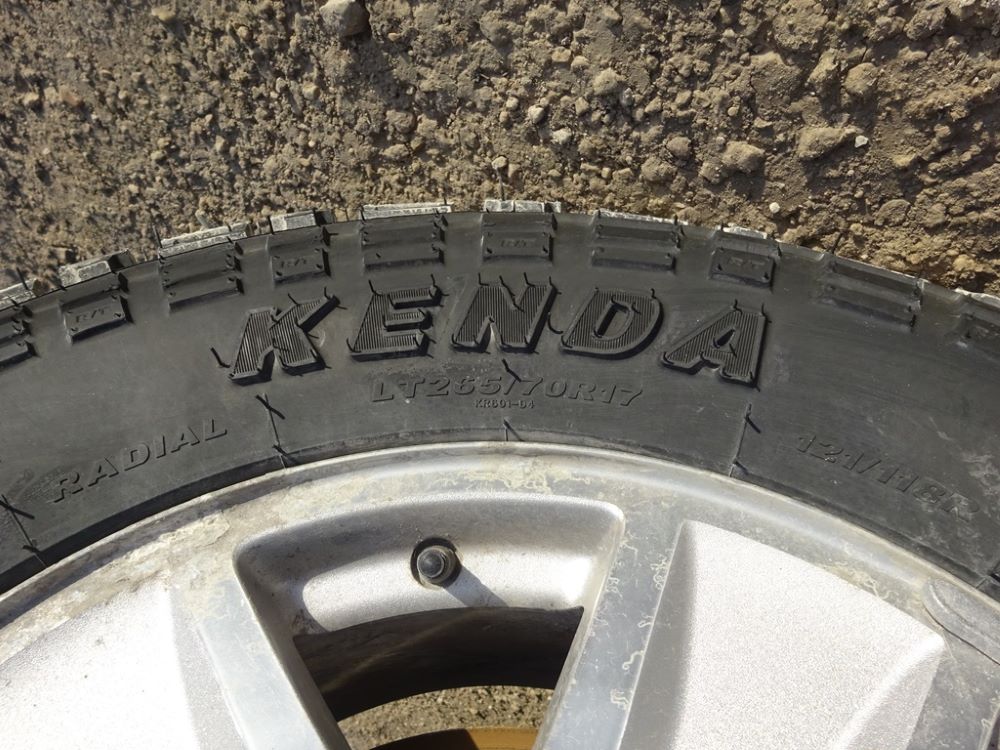 R/T
R/T
R/T
R/T
KENDA
LT265/70R17
KR601-04
RADIAL
121/118R